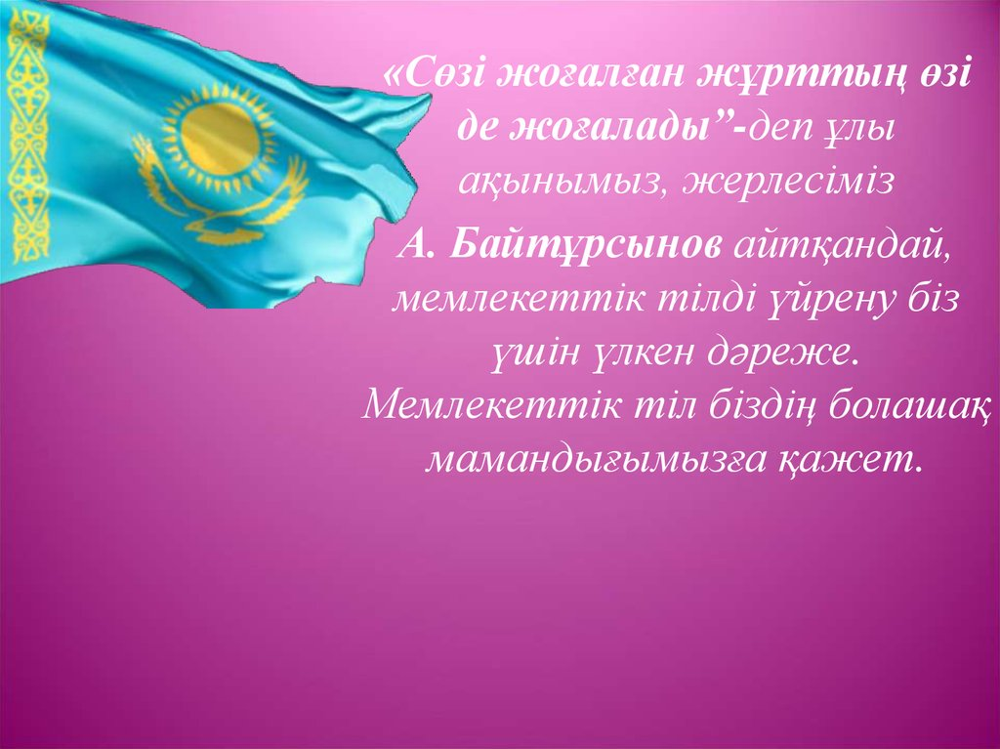 «Сөзі жоғалған жұрттың өзі
де жоғалады”-деп ұлы
ақынымыз, жерлесіміз
А. Байтұрсынов айтқандай,
мемлекеттік тілді үйрену біз
үшін үлкен дәреже.
Мемлекеттік тіл біздің болашақ
мамандығымызға қажет.